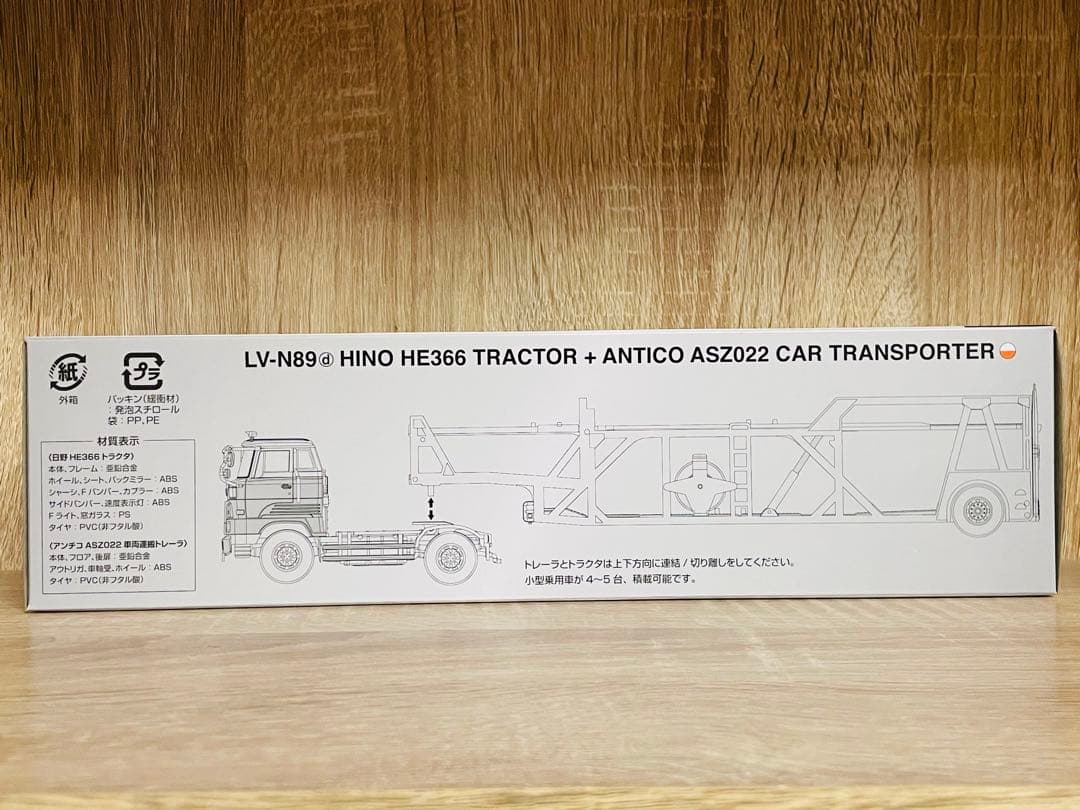 LV-N89ⓓ HINO HE366 TRACTOR + ANTICO ASZ022 CAR TRANSPORTER
紙
外箱
プラ
パッキン(緩衝材)
：発泡スチロール
袋：PP、PE
材質表示
〈日野 HE366 トラクタ〉
本体、フレーム：亜鉛合金
ホイール、シート、バックミラー：ABS
シャーシ、F バンパー、カプラー：ABS
サイドバンパー、速度表示灯：ABS
F ライト、窓ガラス：PS
タイヤ：PVC(非フタル酸)
〈アンチコ ASZ022 車両運搬トレーラ〉
本体、フロア、後扉：亜鉛合金
アウトリガ、車軸受、ホイール：ABS
タイヤ：PVC(非フタル酸)
トレーラとトラクタは上下方向に連結 / 切り離しをしてください。
小型乗用車が 4〜5 台、積載可能です。